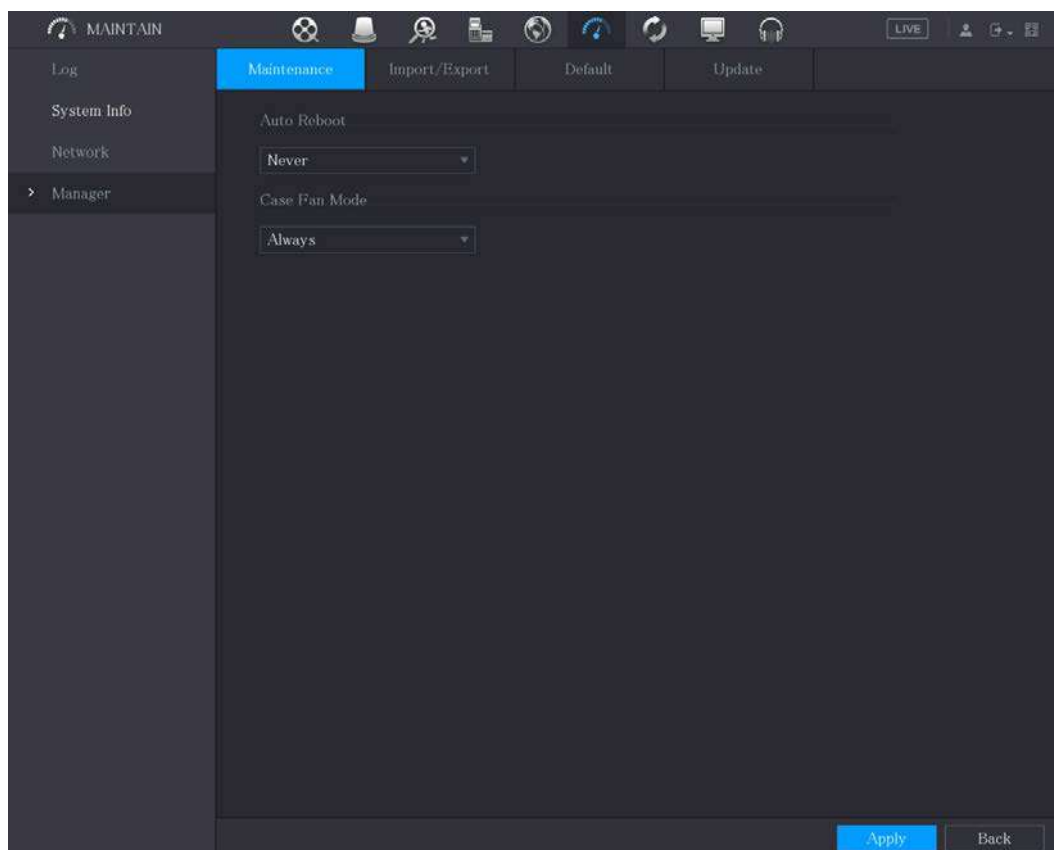 MAINTAIN
LIVE
Log
System Info
Network
Manager
Maintenance
Import/Export
Default
Update
Auto Reboot
Never
Case Fan Mode
Always
Apply
Back